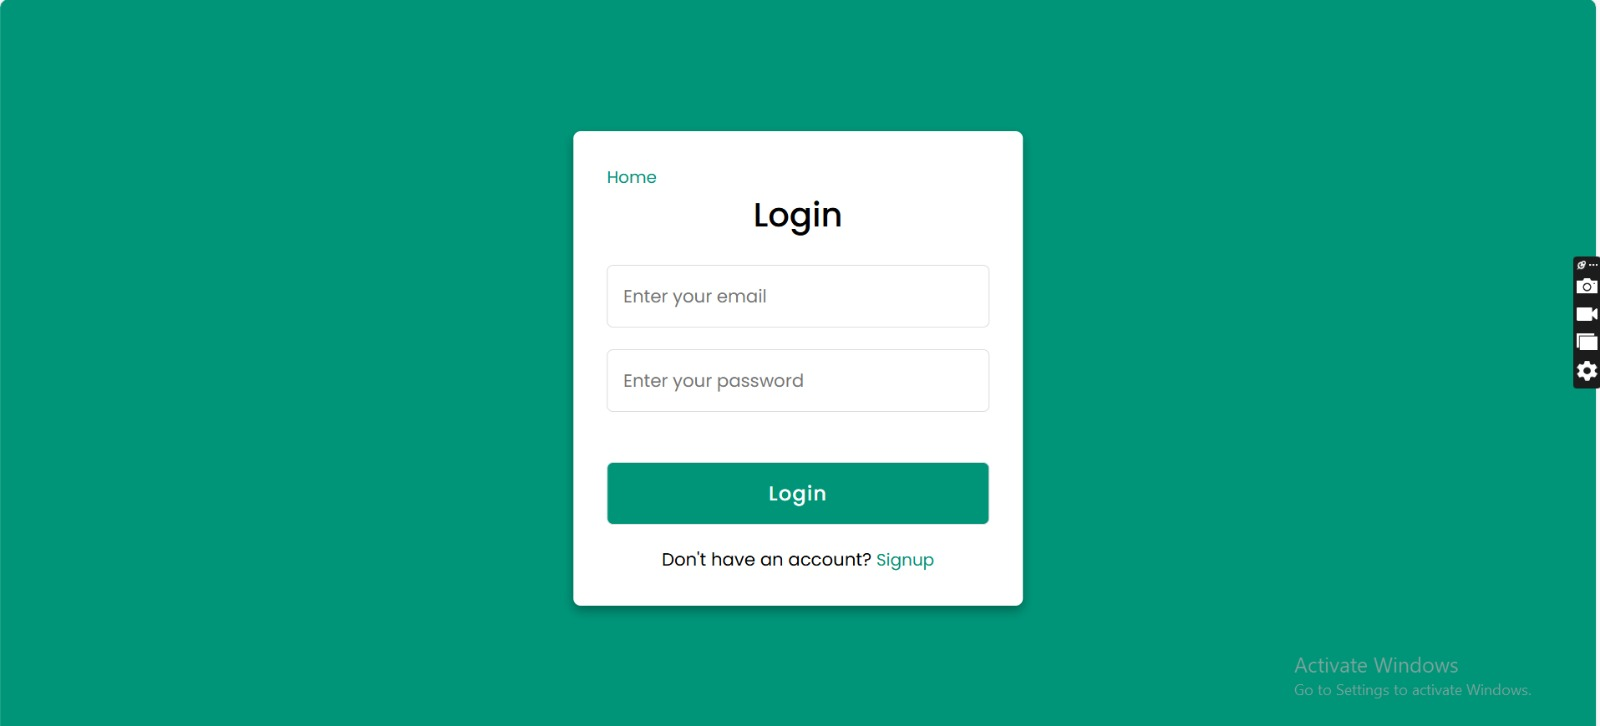 Home
Login
Enter your email
Enter your password
Login
Don't have an account? Signup
Activate Windows
Go to Settings to activate Windows.